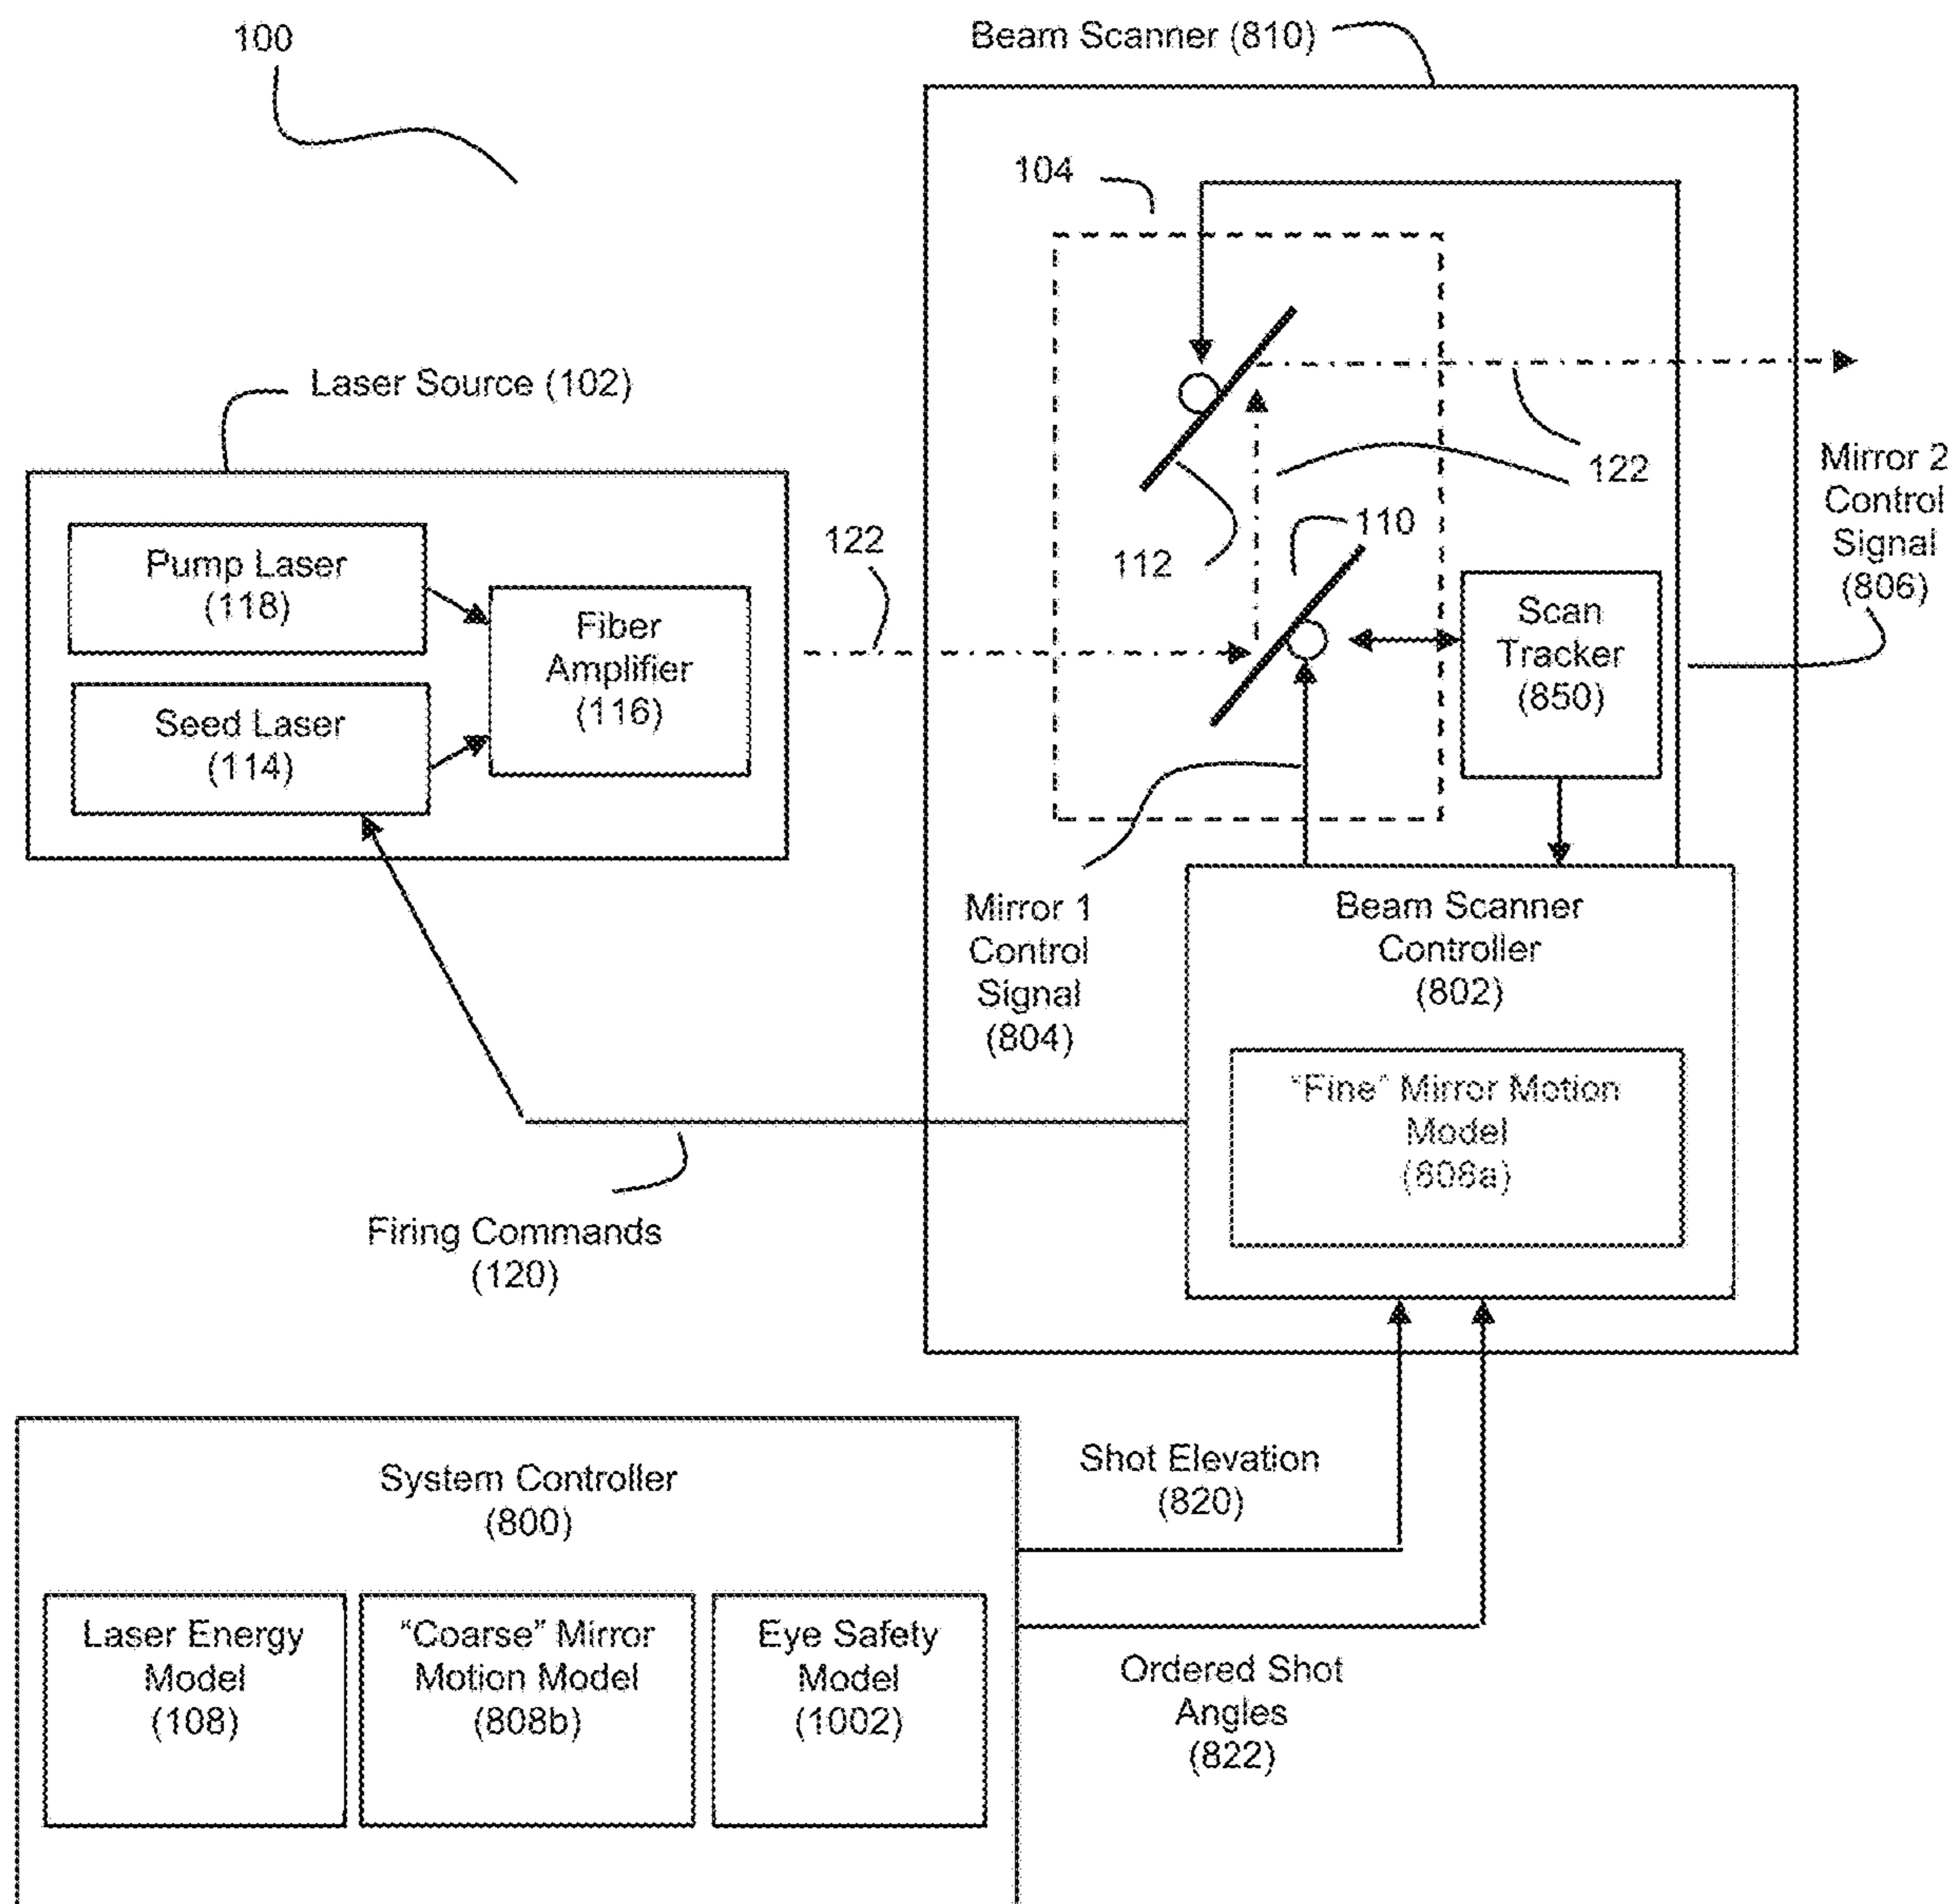 100
Beam Scanner (810)
104
Laser Source (102)
122
Mirror 2
Control
Signal
(806)
Pump Laser
(118)
Fiber
Amplifier
(116)
Seed Laser
(114)
122
112
110
Scan
Tracker
(850)
Mirror 1
Control
Signal
(804)
Beam Scanner
Controller
(802)
"Fine" Mirror Motion
Model
(808a)
Firing Commands
(120)
System Controller
(800)
Shot Elevation
(820)
Laser Energy
Model
(108)
"Coarse" Mirror
Motion Model
(808b)
Eye Safety
Model
(1002)
Ordered Shot
Angles
(822)